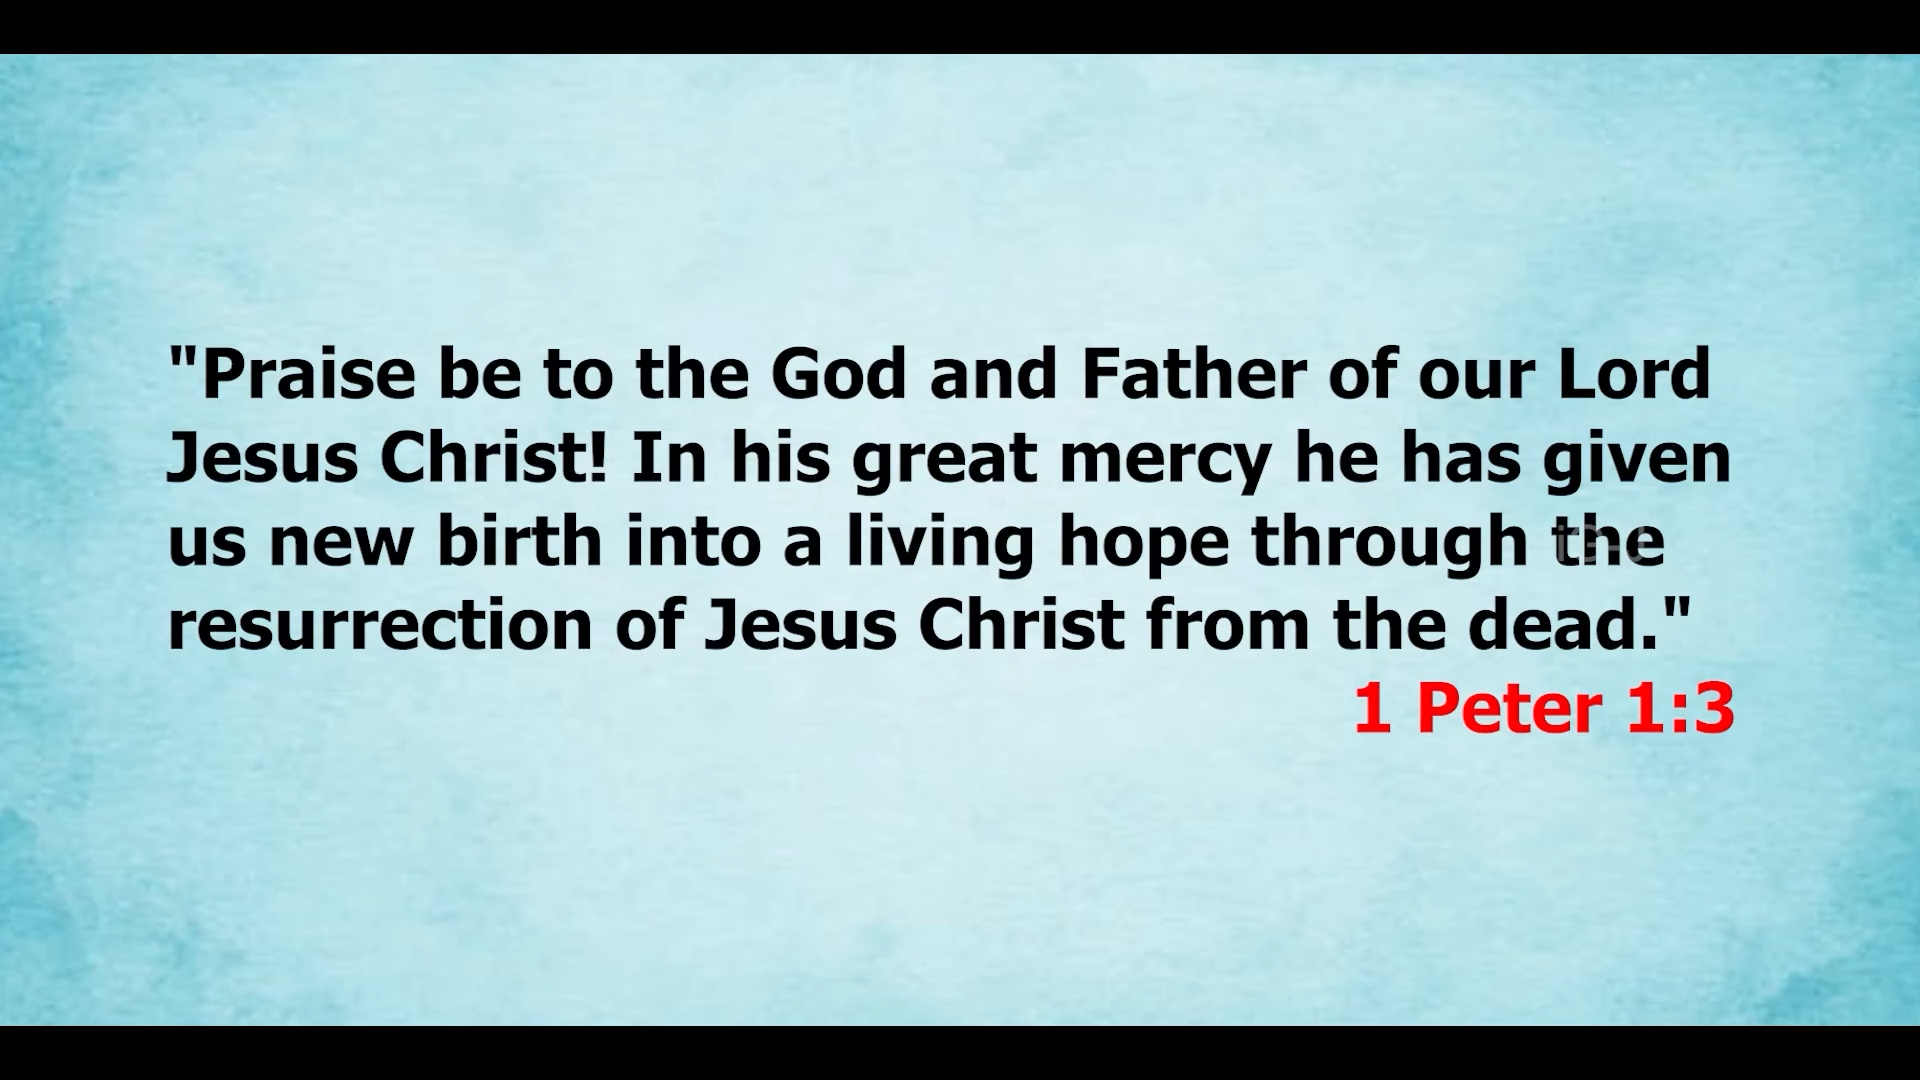 "Praise be to the God and Father of our Lord
Jesus Christ! In his great mercy he has given
us new birth into a living hope through the
resurrection of Jesus Christ from the dead."
1 Peter 1:3